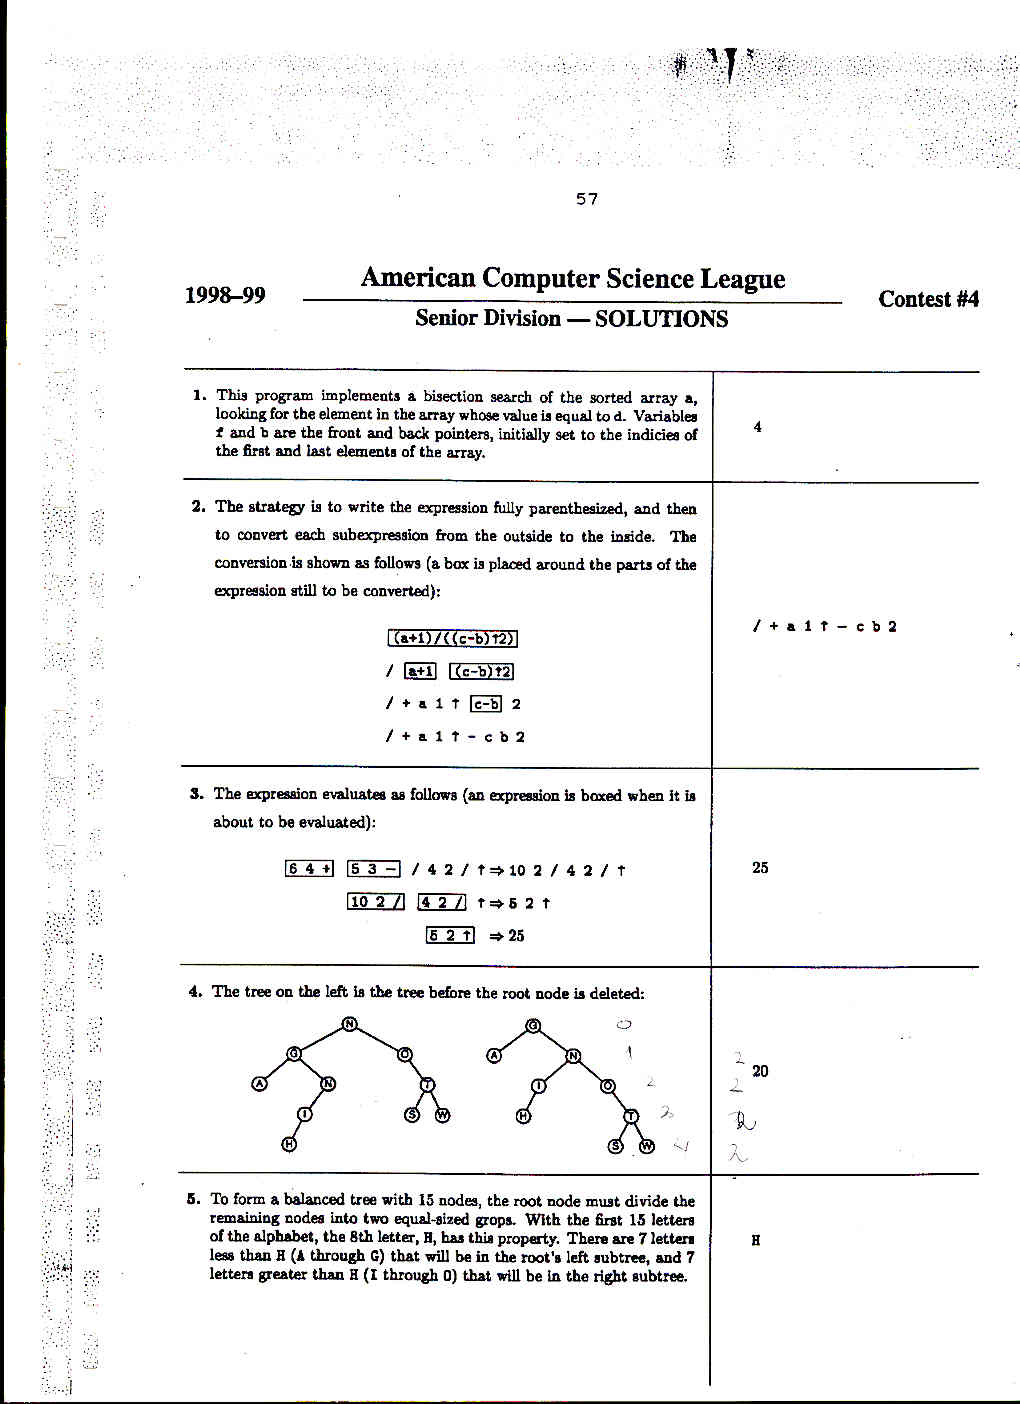 57
American Computer Science League
1998–99
Contest #4
Senior Division — SOLUTIONS
1. This program implements a bisection search of the sorted array a,
looking for the element in the array whose value is equal to d. Variables
f and b are the front and back pointers, initially set to the indicies of
the first and last elements of the array.
4
2. The strategy is to write the expression fully parenthesized, and then
to convert each subexpression from the outside to the inside. The
conversion is shown as follows (a box is placed around the parts of the
expression still to be converted):
(a+1)/((c-b)↑2)
/ a+1 (c-b)↑2
/ + a 1 ↑ c-b 2
/ + a 1 ↑ - c b 2
/ + a 1 ↑ - c b 2
3. The expression evaluates as follows (an expression is boxed when it is
about to be evaluated):
6 4 + 5 3 - / 4 2 / ↑ ⇒ 10 2 / 4 2 / ↑
10 2 / 4 2 / ↑ ⇒ 5 2 ↑
5 2 ↑ ⇒ 25
25
4. The tree on the left is the tree before the root node is deleted:
N G 0
G O A N 1
A N T I O 2
I S W H T
H S W 4
2
20
2
2
5. To form a balanced tree with 15 nodes, the root node must divide the
remaining nodes into two equal-sized grops. With the first 15 letters
of the alphabet, the 8th letter, H, has this property. There are 7 letters
less than H (A through G) that will be in the root's left subtree, and 7
letters greater than H (I through O) that will be in the right subtree.
H